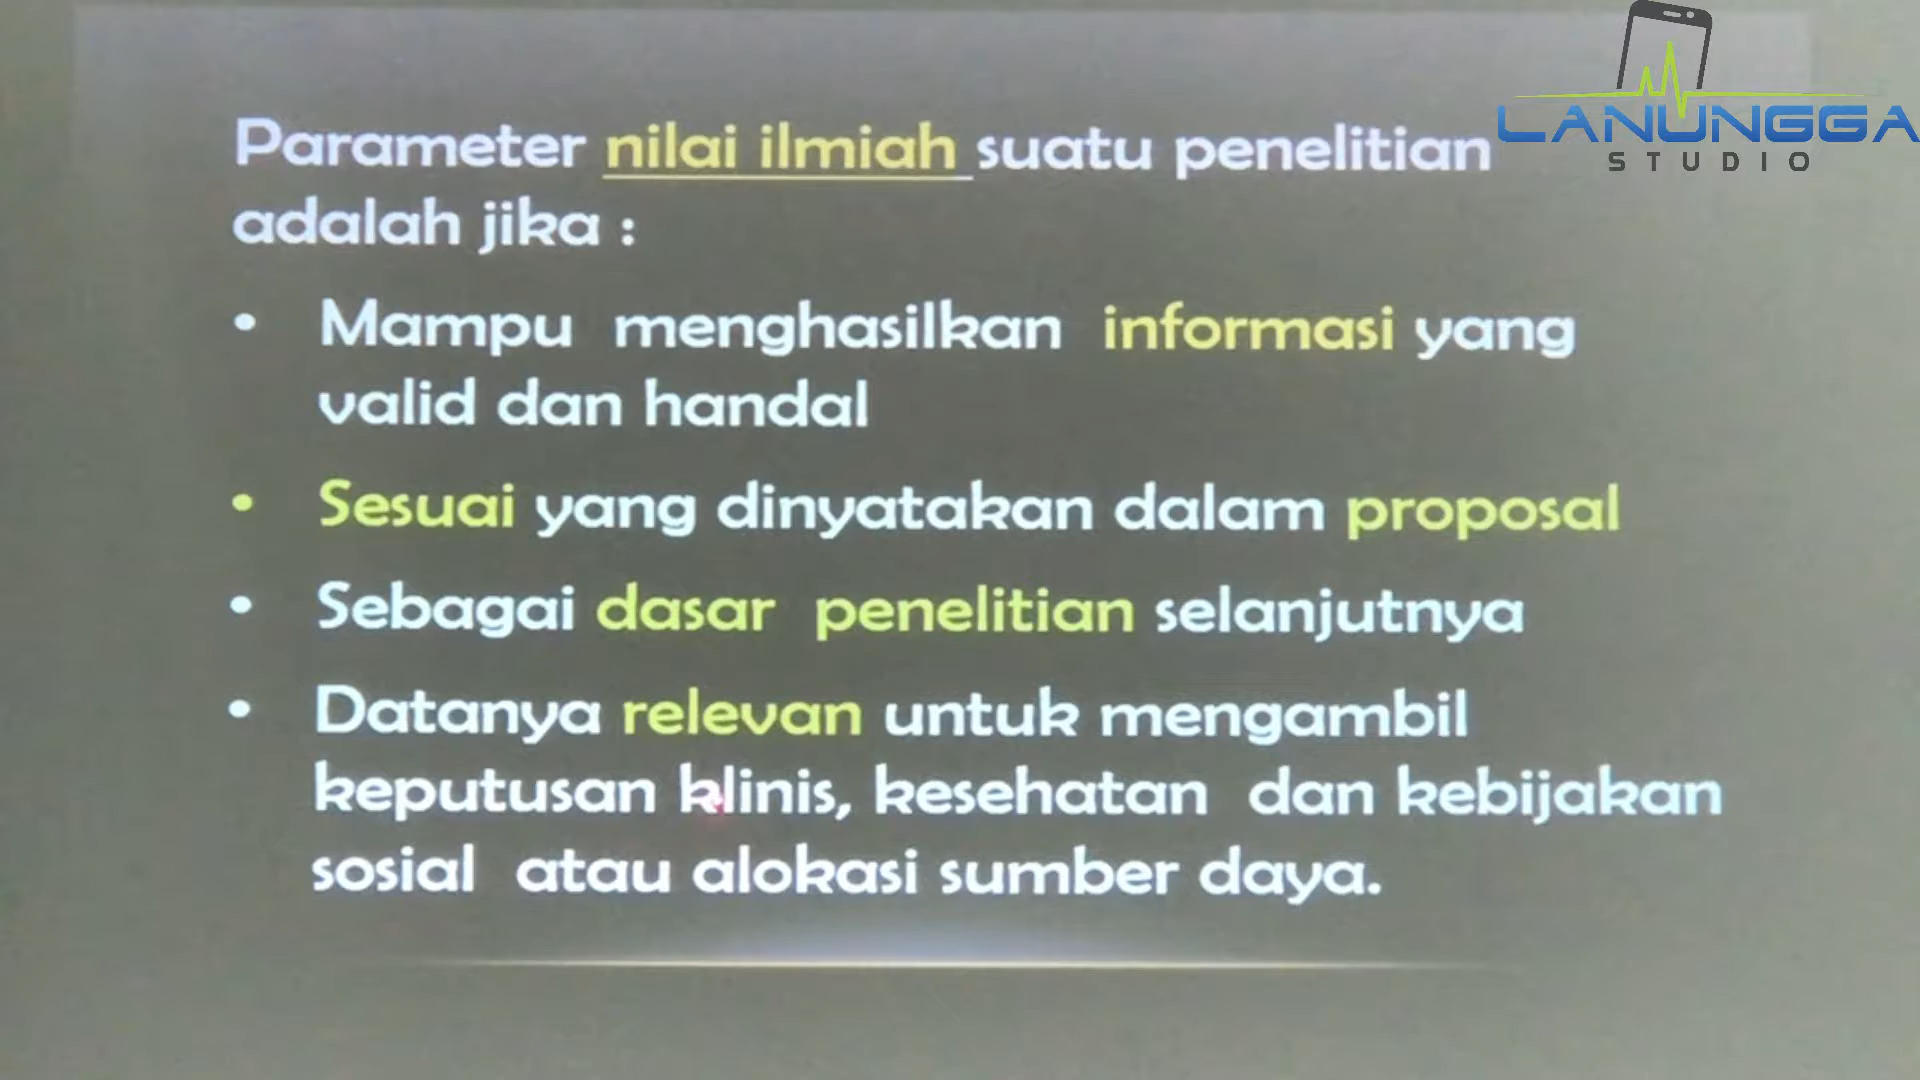 LANUNGGA
STUDIO
Parameter nilai ilmiah suatu penelitian
adalah jika :
• Mampu menghasilkan informasi yang
valid dan handal
• Sesuai yang dinyatakan dalam proposal
• Sebagai dasar penelitian selanjutnya
• Datanya relevan untuk mengambil
keputusan klinis, kesehatan dan kebijakan
sosial atau alokasi sumber daya.